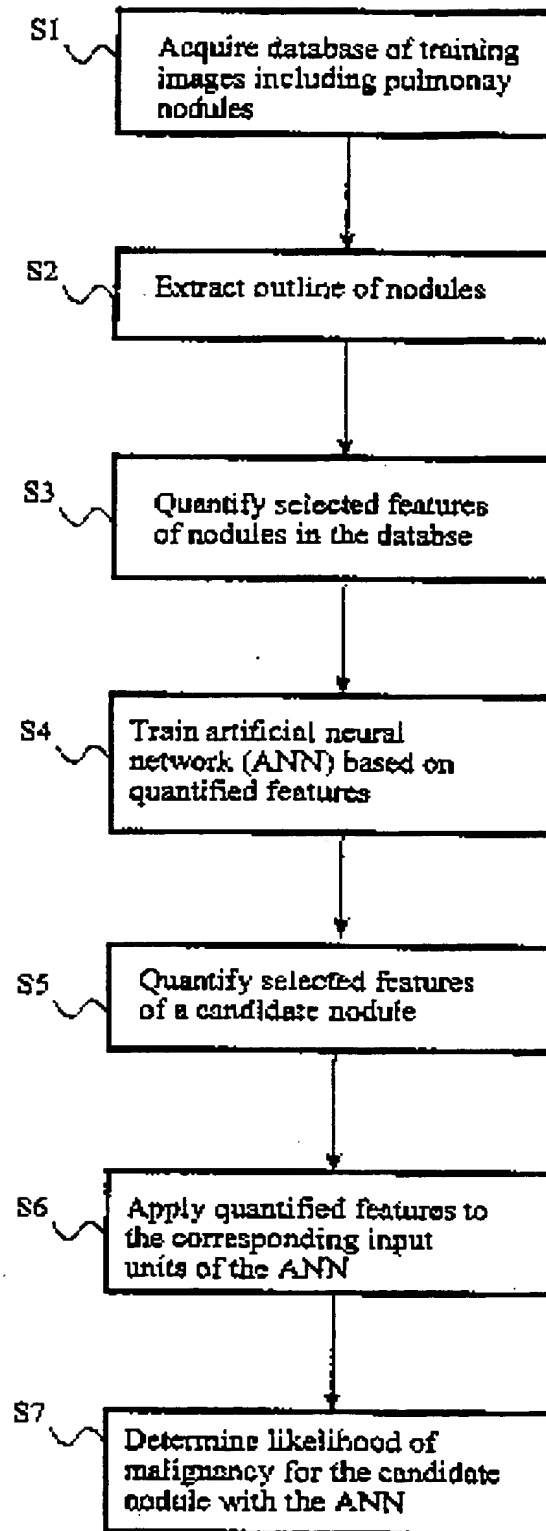 S1
Acquire database of training
images including pulmonay
nodules
S2
Extract outline of nodules
S3
Quantify selected features
of nodules in the databse
S4
Train artificial neural
network (ANN) based on
quantified features
S5
Quantify selected features
of a candidate nodule
S6
Apply quantified features to
the corresponding input
units of the ANN
S7
Determine likelihood of
malignancy for the candidate
nodule with the ANN